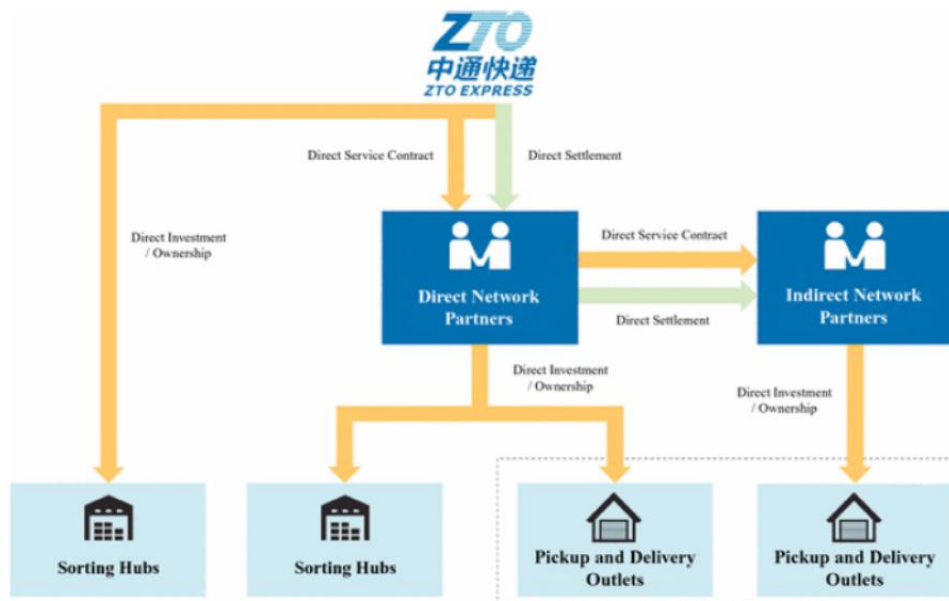 ZTO
中通快递
ZTO EXPRESS
Direct Service Contract
Direct Settlement
Direct Investment
/ Ownership
Direct Service Contract
Direct Network
Partners
Indirect Network
Partners
Direct Settlement
Direct Investment
/ Ownership
Direct Investment
/ Ownership
Sorting Hubs
Sorting Hubs
Pickup and Delivery
Outlets
Pickup and Delivery
Outlets